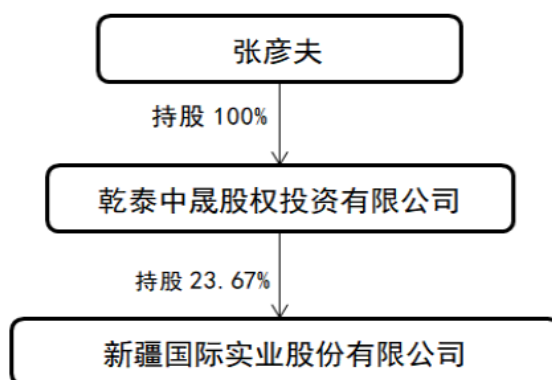 张彦夫
持股 100%
乾泰中晟股权投资有限公司
持股 23.67%
新疆国际实业股份有限公司